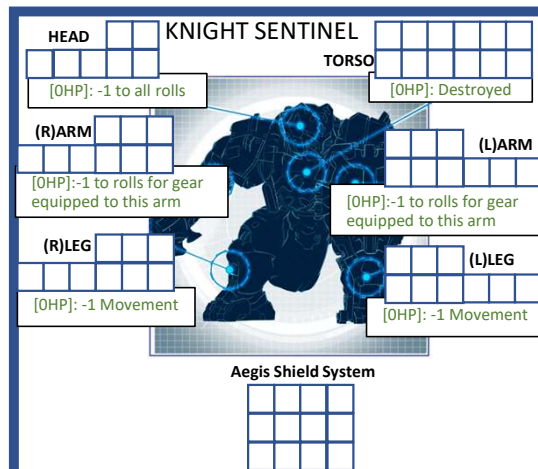 KNIGHT SENTINEL
HEAD
[0HP]: -1 to all rolls
TORSO
[0HP]: Destroyed
(R)ARM
[0HP]:-1 to rolls for gear
equipped to this arm
(L)ARM
[0HP]:-1 to rolls for gear
equipped to this arm
(R)LEG
[0HP]: -1 Movement
(L)LEG
[0HP]: -1 Movement
Aegis Shield System